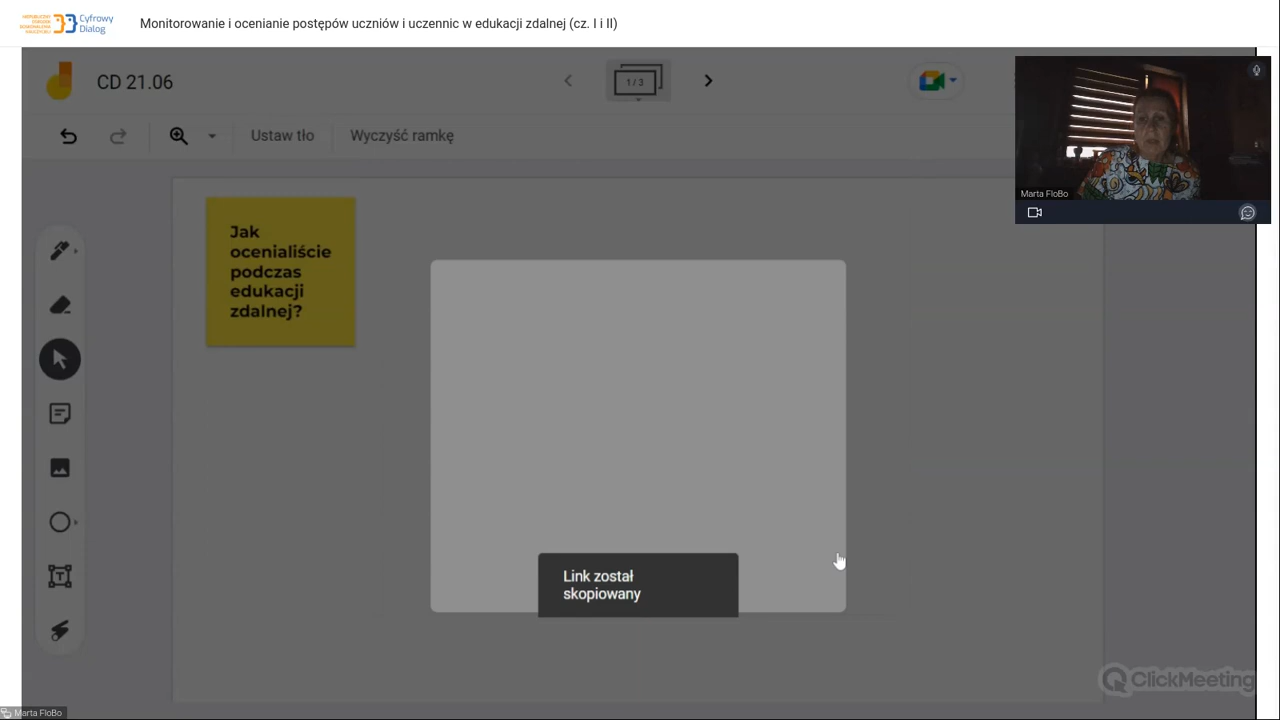 Cyfrowy
Dialog
Monitorowanie i ocenianie postępów uczniów i uczennic w edukacji zdalnej (cz. I i II)
CD 21.06
1 / 3
Ustaw tło
Wyczyść ramkę
Marta FloBo
Jak
ocenialiście
podczas
edukacji
zdalnej?
Link został
skopiowany
ClickMeeting
Marta FloBo